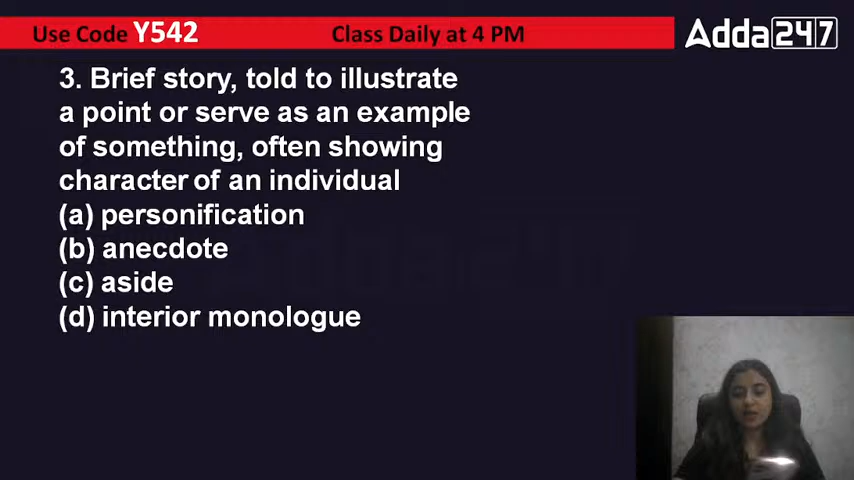 Use Code Y542 Class Daily at 4 PM Adda247
3. Brief story, told to illustrate
a point or serve as an example
of something, often showing
character of an individual
(a) personification
(b) anecdote
(c) aside
(d) interior monologue